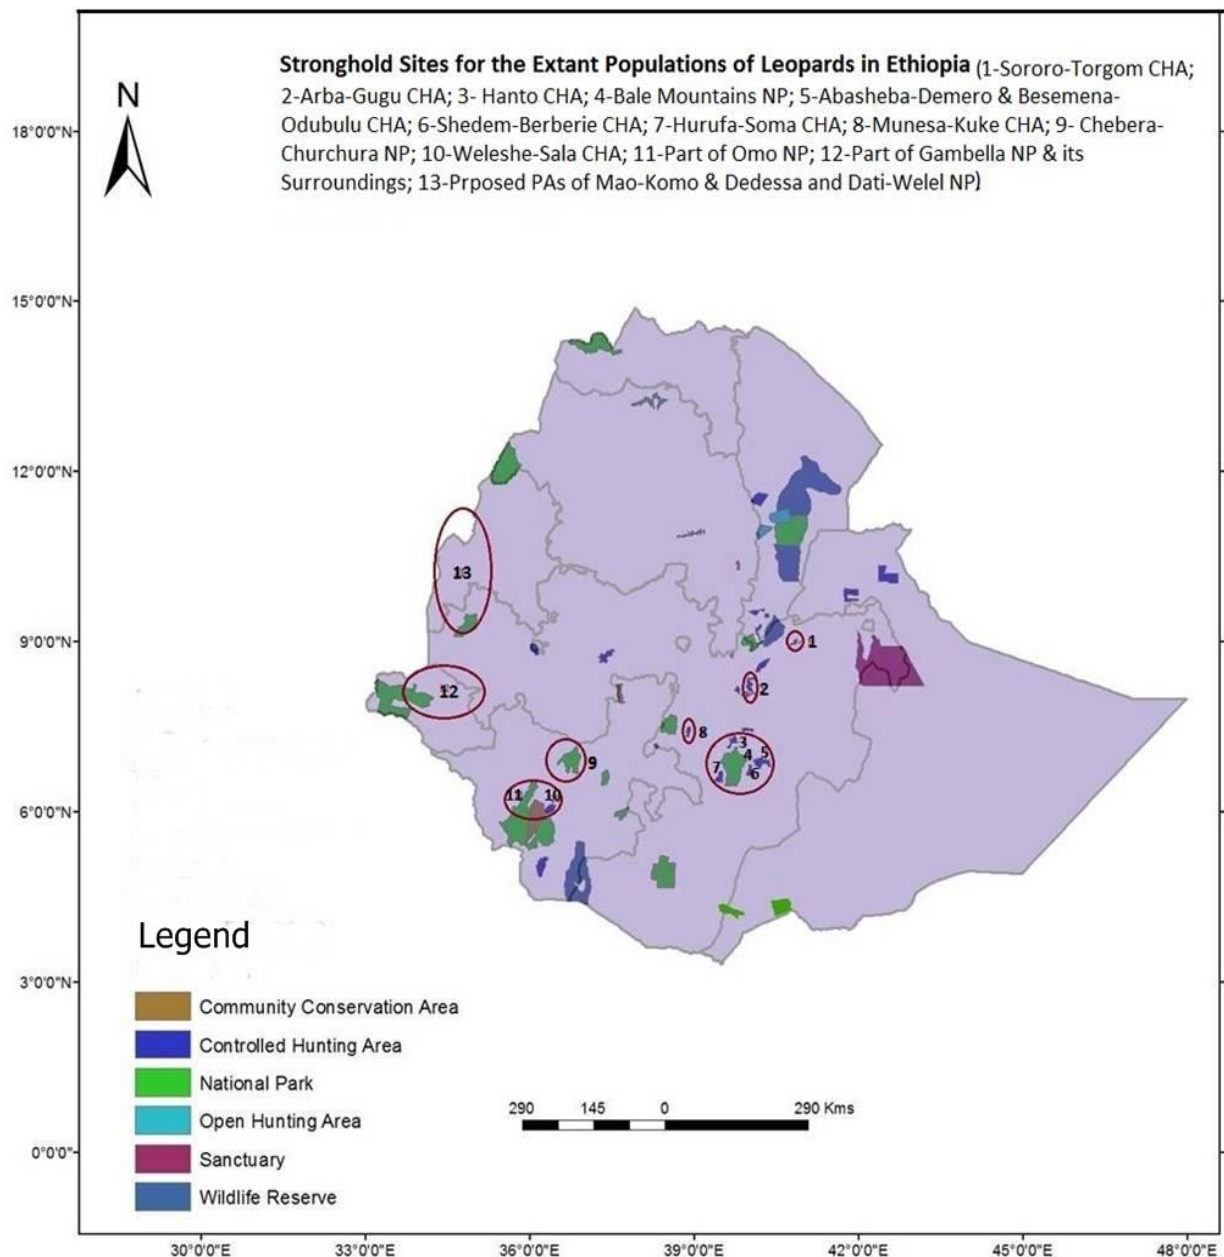 Stronghold Sites for the Extant Populations of Leopards in Ethiopia (1-Sororo-Torgom CHA;
2-Arba-Gugu CHA; 3- Hanto CHA; 4-Bale Mountains NP; 5-Abasheba-Demero & Besemena-
Odubulu CHA; 6-Shedem-Berberie CHA; 7-Hurufa-Soma CHA; 8-Munesa-Kuke CHA; 9- Chebera-
Churchura NP; 10-Weleshe-Sala CHA; 11-Part of Omo NP; 12-Part of Gambella NP & its
Surroundings; 13-Prposed PAs of Mao-Komo & Dedessa and Dati-Welel NP)
N
18°0'0"N
15°0'0"N
12°0'0"N
13
9°0'0"N
1
12
2
8
3
9
4
5
7
6
11
10
6°0'0"N
Legend
3°0'0"N
Community Conservation Area
Controlled Hunting Area
National Park
Open Hunting Area
Sanctuary
Wildlife Reserve
290 145 0 290 Kms
0°0'0"
30°0'0"E 33°0'0"E 36°0'0"E 39°0'0"E 42°0'0"E 45°0'0"E 48°0'0"E